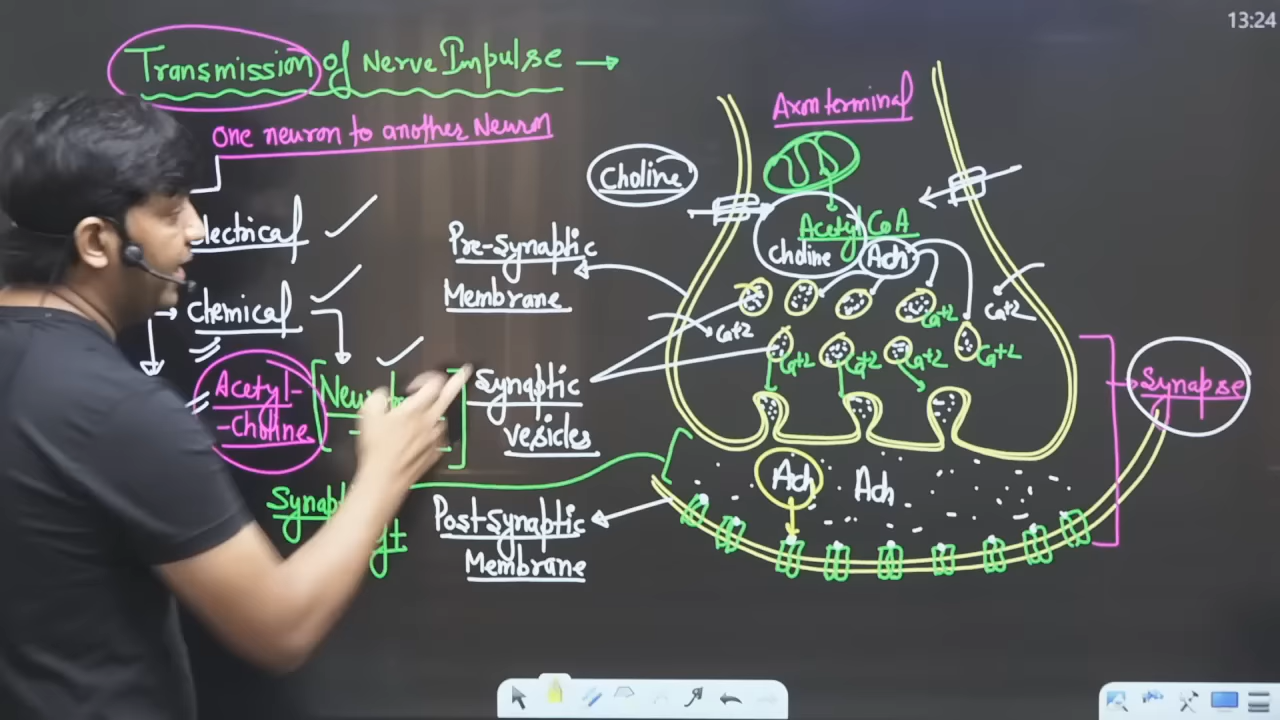 13:24
Transmission of Nerve Impulse →
one neuron to another Neuron
Electrical ✓
Chemical ✓
Acetyl-
-Choline
Pre-Synaptic
Membrane
Synaptic
vesicles
Post-Synaptic
Membrane
Axon terminal
Choline
Acetyl CoA
Choline
Ach
Ca+2
Ca+2
Ca+2
Ca+2
Ca+2
Ca+2
Ca+2
Ach
Ach
Synapse